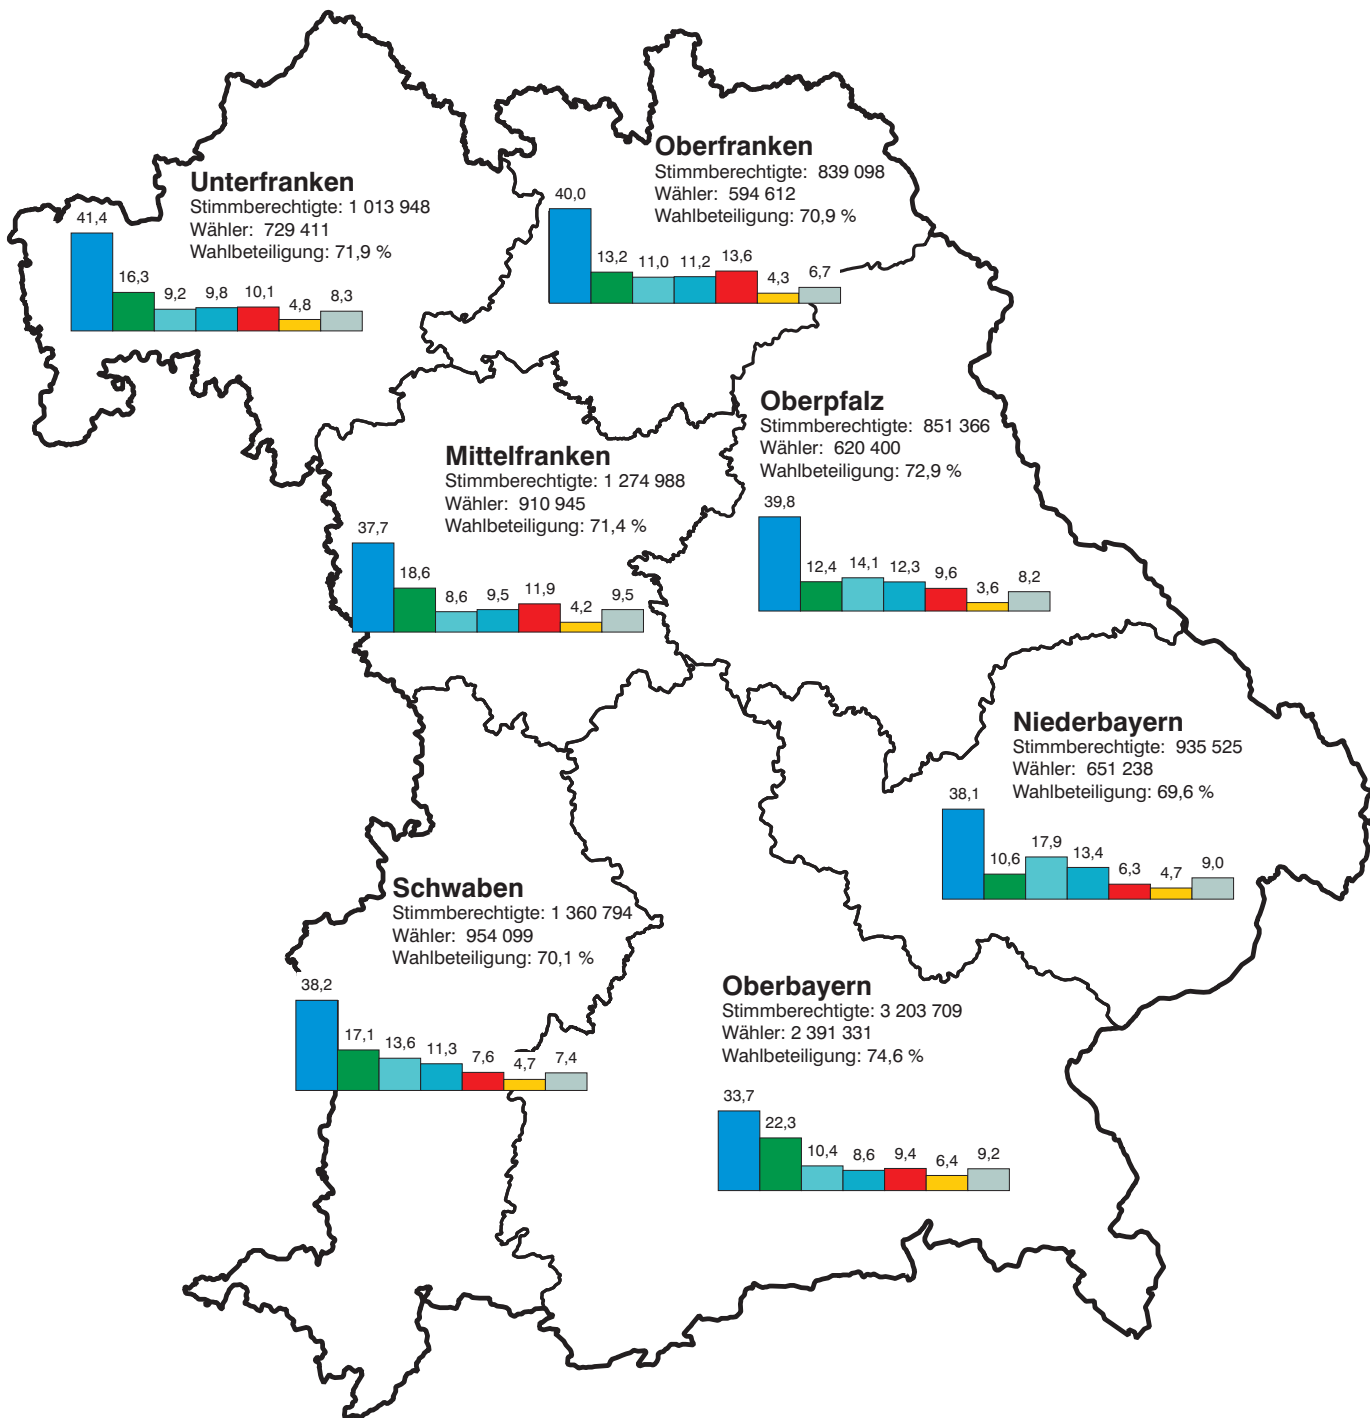 Oberfranken
Stimmberechtigte: 839 098
Wähler: 594 612
Wahlbeteiligung: 70,9 %
40,0
13,2
11,0
11,2
13,6
4,3
6,7
Unterfranken
Stimmberechtigte: 1 013 948
Wähler: 729 411
Wahlbeteiligung: 71,9 %
41,4
16,3
9,2
9,8
10,1
4,8
8,3
Oberpfalz
Stimmberechtigte: 851 366
Wähler: 620 400
Wahlbeteiligung: 72,9 %
39,8
12,4
14,1
12,3
9,6
3,6
8,2
Mittelfranken
Stimmberechtigte: 1 274 988
Wähler: 910 945
Wahlbeteiligung: 71,4 %
37,7
18,6
8,6
9,5
11,9
4,2
9,5
Niederbayern
Stimmberechtigte: 935 525
Wähler: 651 238
Wahlbeteiligung: 69,6 %
38,1
10,6
17,9
13,4
6,3
4,7
9,0
Schwaben
Stimmberechtigte: 1 360 794
Wähler: 954 099
Wahlbeteiligung: 70,1 %
38,2
17,1
13,6
11,3
7,6
4,7
7,4
Oberbayern
Stimmberechtigte: 3 203 709
Wähler: 2 391 331
Wahlbeteiligung: 74,6 %
33,7
22,3
10,4
8,6
9,4
6,4
9,2